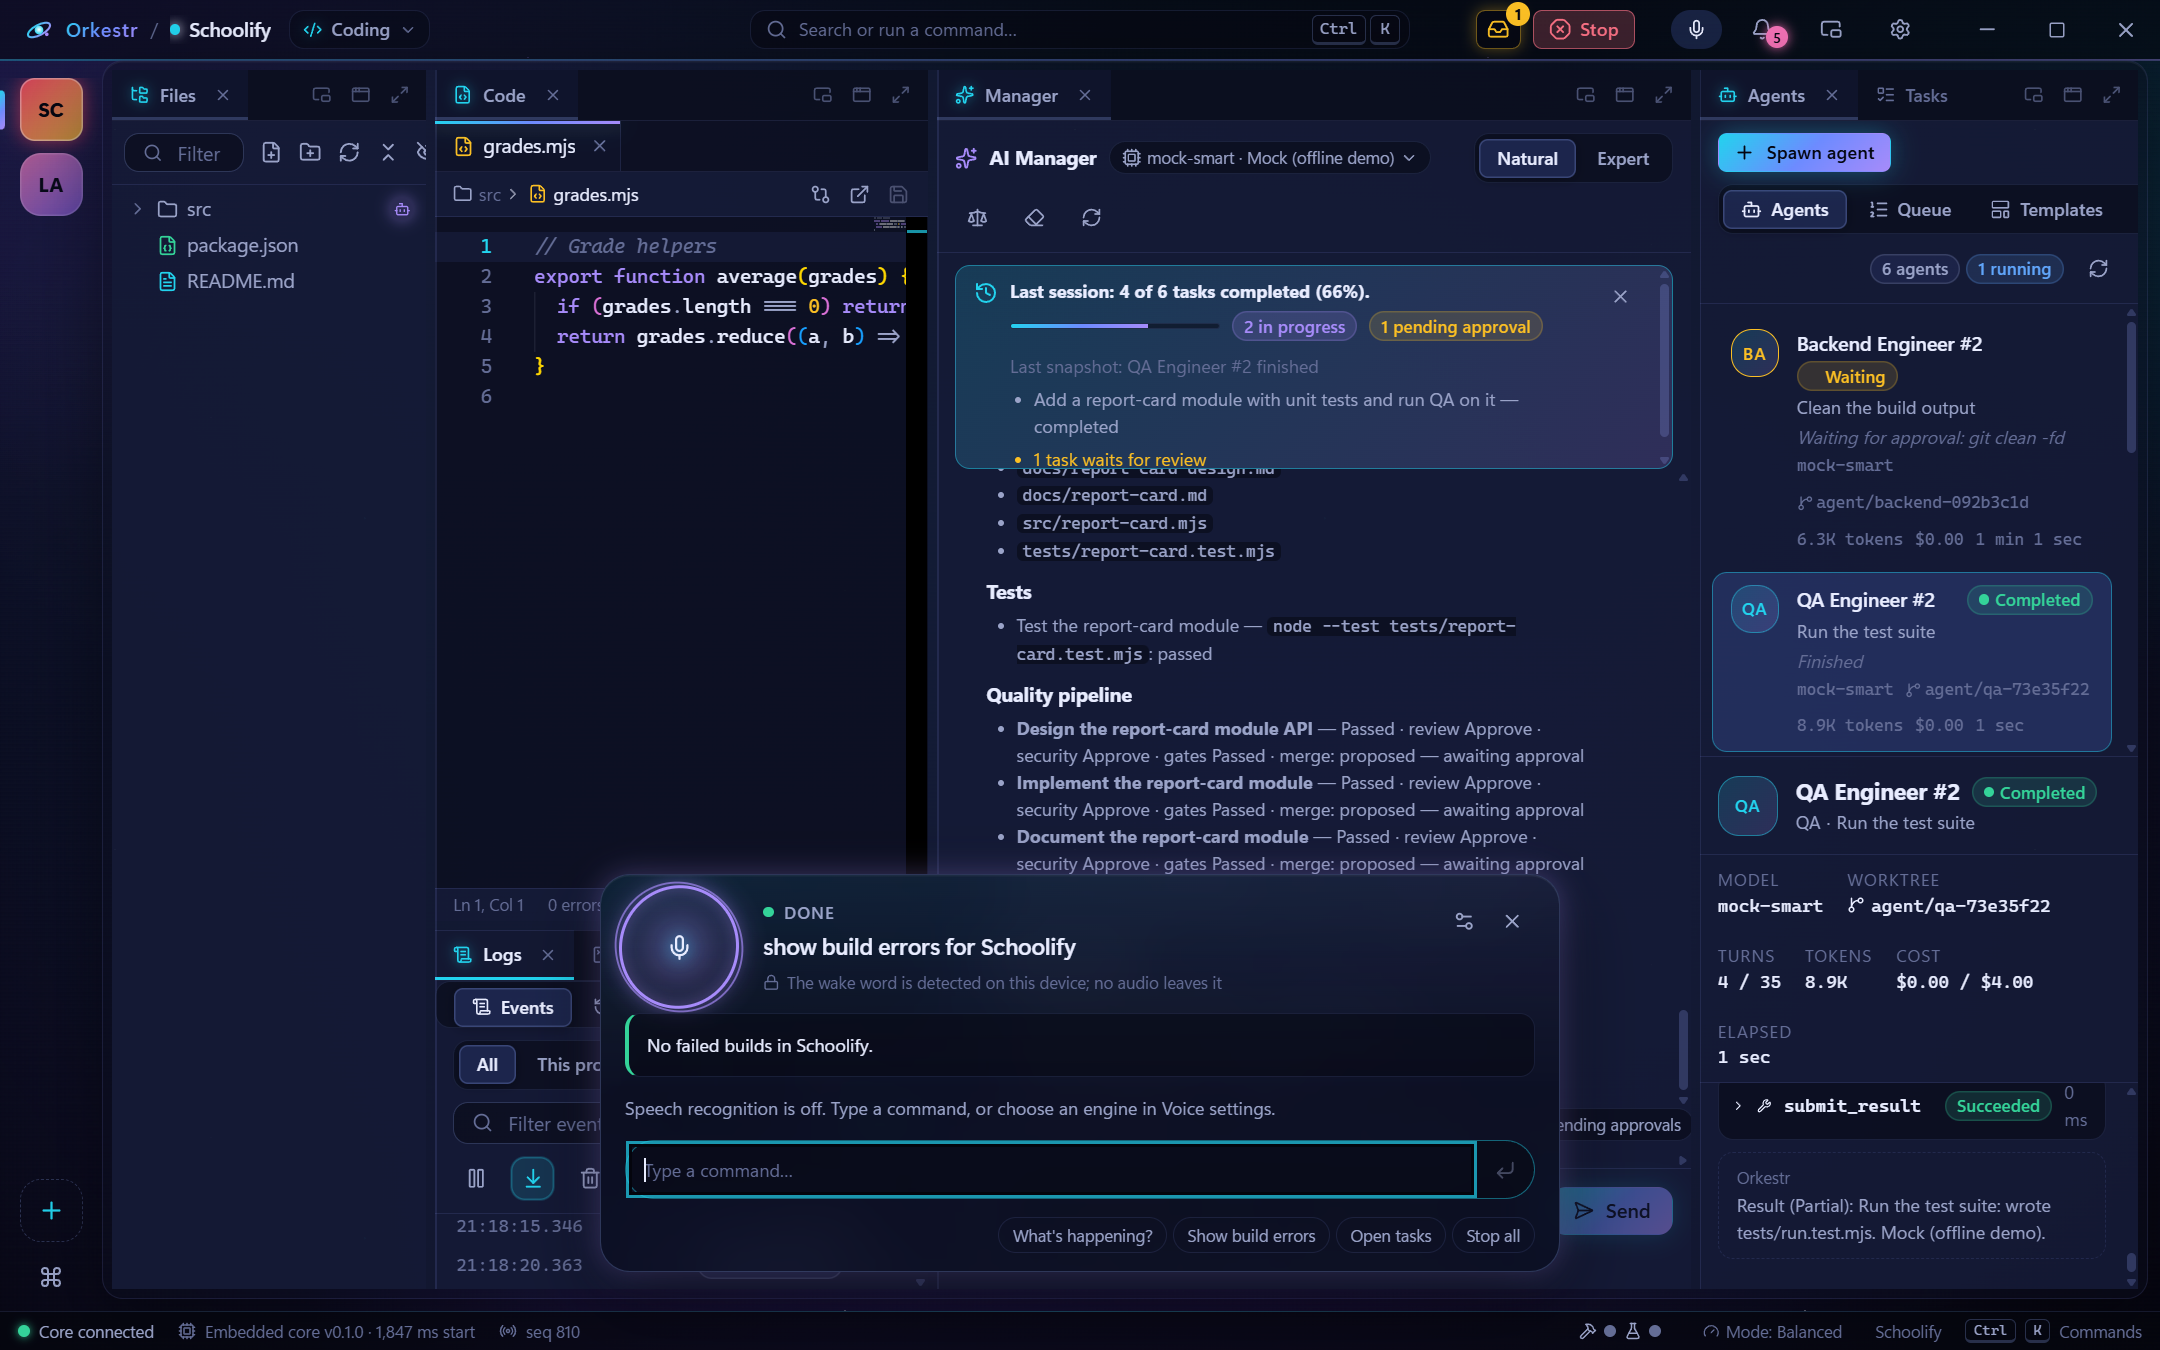 Orkestr / Schoolify
Coding
Search or run a command...
Ctrl K
1
Stop
5
SC
LA
Files
Filter
src
package.json
README.md
Code
grades.mjs
src > grades.mjs
1 // Grade helpers
2 export function average(grades) {
3 if (grades.length === 0) return
4 return grades.reduce((a, b) =>
5 }
6
Ln 1, Col 1 0 errors
Logs
Events
All This pro
Filter event
21:18:15.346
21:18:20.363
Manager
AI Manager
mock-smart · Mock (offline demo)
Natural Expert
Last session: 4 of 6 tasks completed (66%).
2 in progress
1 pending approval
Last snapshot: QA Engineer #2 finished
• Add a report-card module with unit tests and run QA on it —
completed
• 1 task waits for review
docs/report-card-design.md
• docs/report-card.md
• src/report-card.mjs
• tests/report-card.test.mjs
Tests
• Test the report-card module — node --test tests/report-
card.test.mjs : passed
Quality pipeline
• Design the report-card module API — Passed · review Approve ·
security Approve · gates Passed · merge: proposed — awaiting approval
• Implement the report-card module — Passed · review Approve ·
security Approve · gates Passed · merge: proposed — awaiting approval
• Document the report-card module — Passed · review Approve ·
security Approve · gates Passed · merge: proposed — awaiting approval
ending approvals
Send
DONE
show build errors for Schoolify
The wake word is detected on this device; no audio leaves it
No failed builds in Schoolify.
Speech recognition is off. Type a command, or choose an engine in Voice settings.
Type a command...
What's happening?
Show build errors
Open tasks
Stop all
Agents
Tasks
Spawn agent
Agents Queue Templates
6 agents 1 running
BA
Backend Engineer #2
Waiting
Clean the build output
Waiting for approval: git clean -fd
mock-smart
agent/backend-092b3c1d
6.3K tokens $0.00 1 min 1 sec
QA
QA Engineer #2
Completed
Run the test suite
Finished
mock-smart agent/qa-73e35f22
8.9K tokens $0.00 1 sec
QA
QA Engineer #2
Completed
QA · Run the test suite
MODEL WORKTREE
mock-smart agent/qa-73e35f22
TURNS TOKENS COST
4 / 35 8.9K $0.00 / $4.00
ELAPSED
1 sec
submit_result Succeeded 0 ms
Orkestr
Result (Partial): Run the test suite: wrote
tests/run.test.mjs. Mock (offline demo).
Core connected
Embedded core v0.1.0 · 1,847 ms start
seq 810
Mode: Balanced
Schoolify
Ctrl K Commands